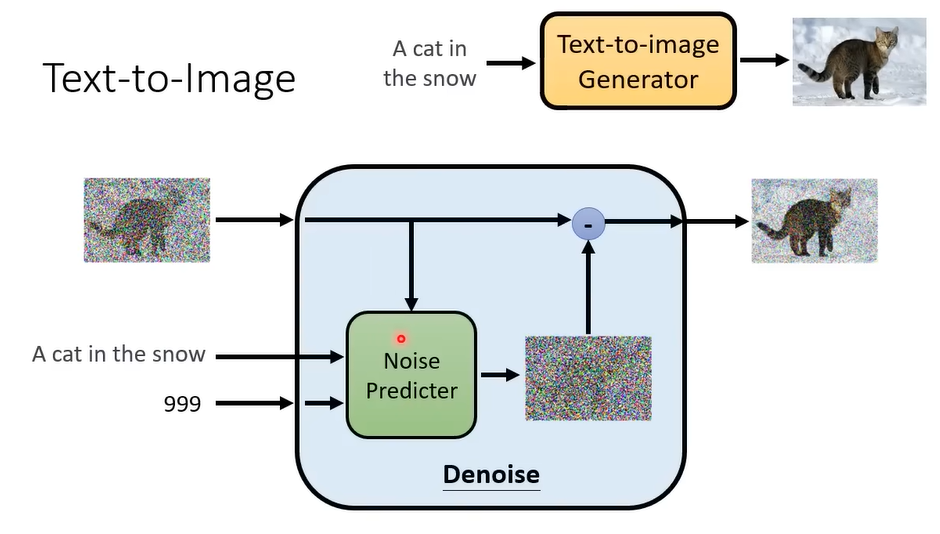 Text-to-Image
A cat in
the snow
Text-to-image
Generator
A cat in the snow
999
Noise
Predicter
-
Denoise